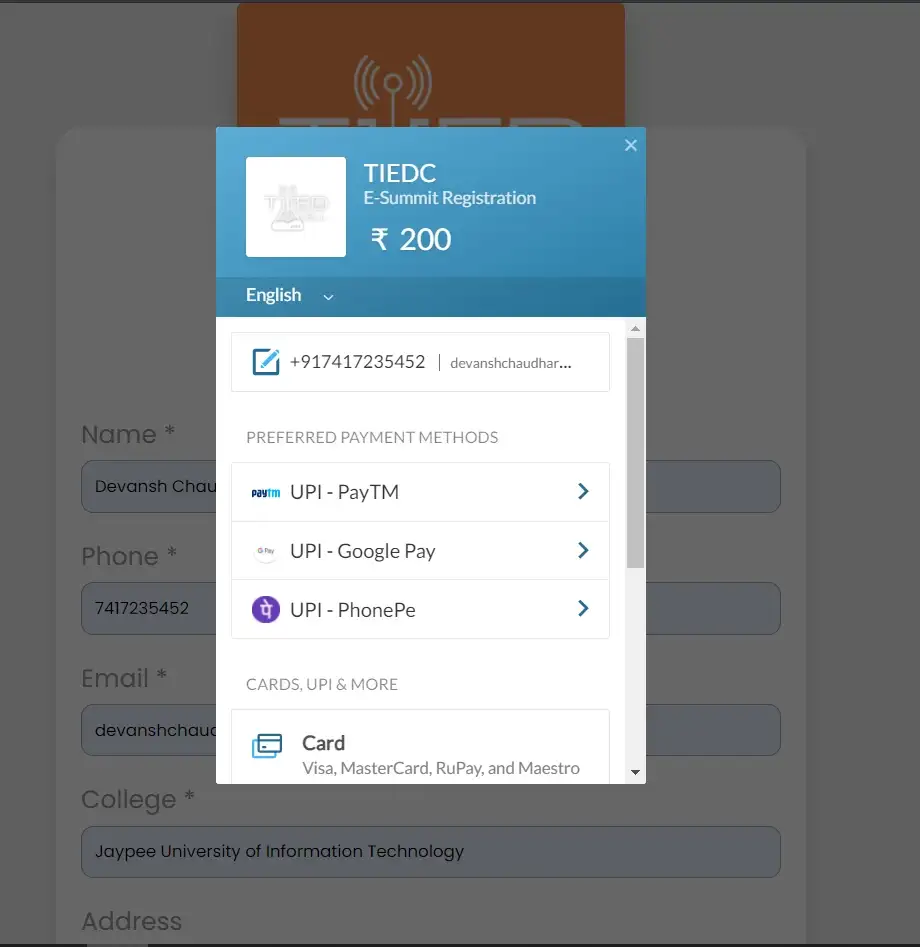 TIEDC
E-Summit Registration
₹ 200
English
+917417235452 | devanshchaudhar...
PREFERRED PAYMENT METHODS
paytm UPI - PayTM
G Pay UPI - Google Pay
पे UPI - PhonePe
CARDS, UPI & MORE
Card
Visa, MasterCard, RuPay, and Maestro
Name *
Devansh Chau
Phone *
7417235452
Email *
devanshchaud
College *
Jaypee University of Information Technology
Address